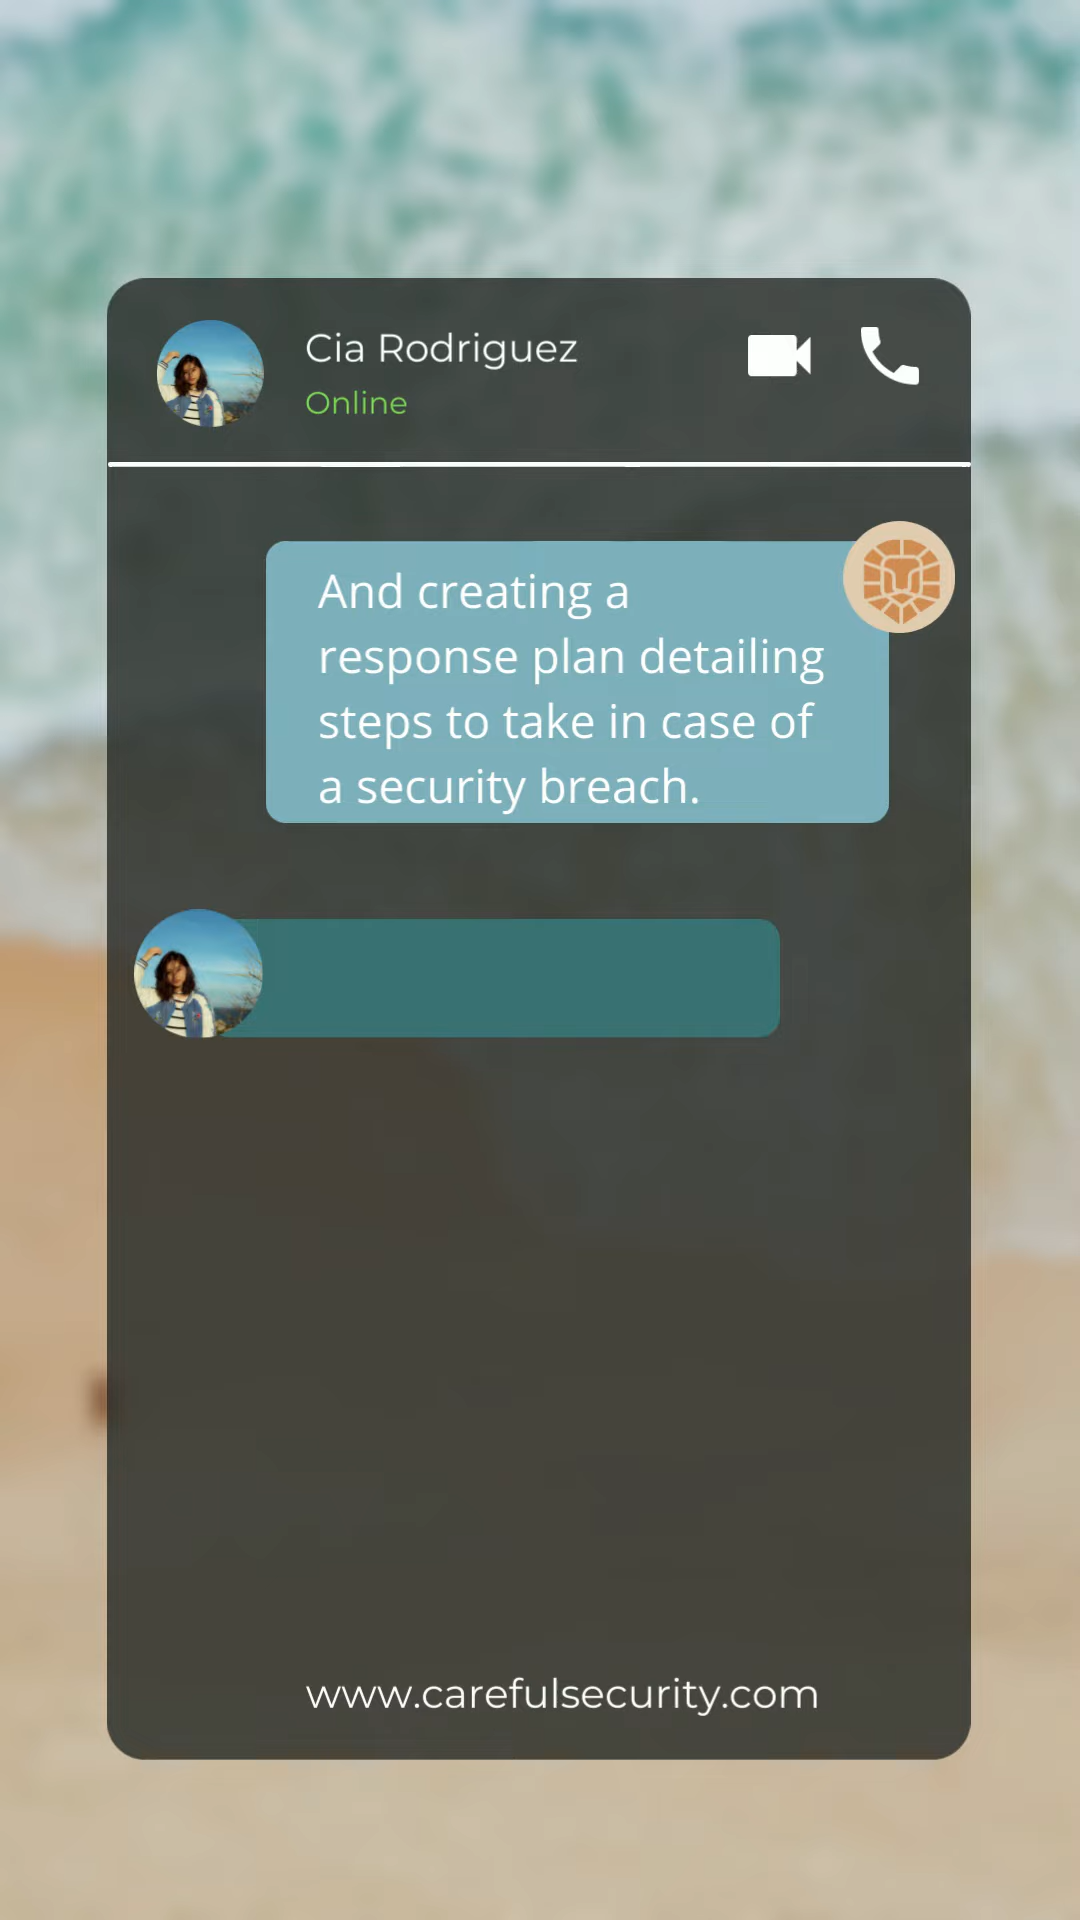 Cia Rodriguez
Online
And creating a
response plan detailing
steps to take in case of
a security breach.
www.carefulsecurity.com